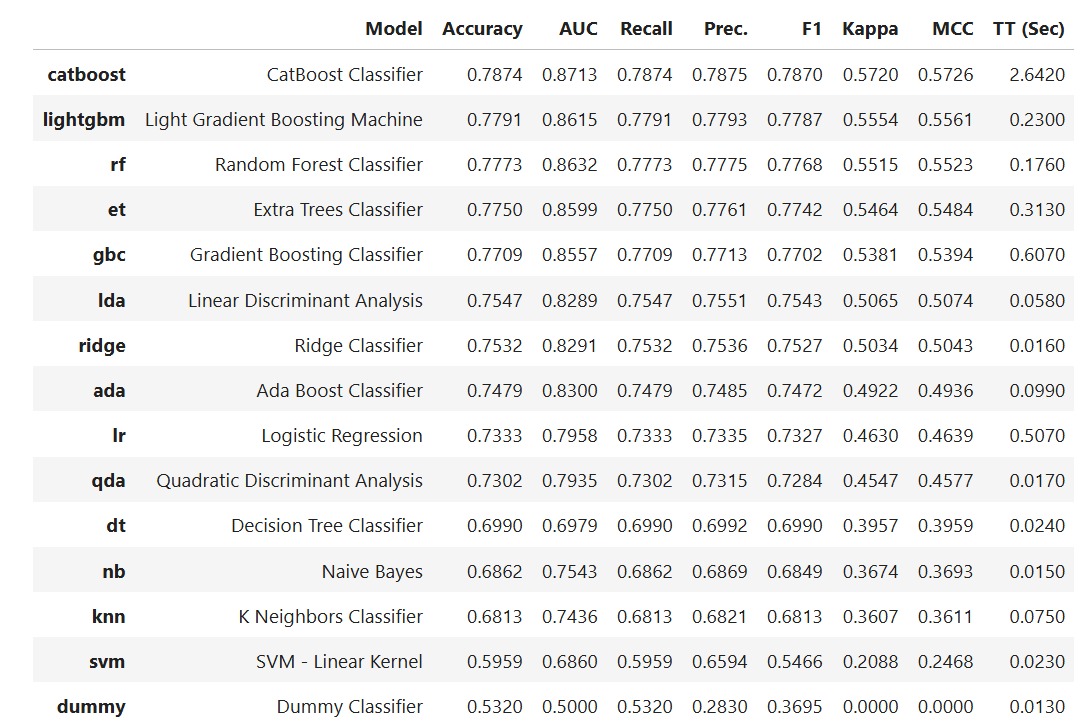 Model Accuracy AUC Recall Prec. F1 Kappa MCC TT (Sec)
catboost CatBoost Classifier 0.7874 0.8713 0.7874 0.7875 0.7870 0.5720 0.5726 2.6420
lightgbm Light Gradient Boosting Machine 0.7791 0.8615 0.7791 0.7793 0.7787 0.5554 0.5561 0.2300
rf Random Forest Classifier 0.7773 0.8632 0.7773 0.7775 0.7768 0.5515 0.5523 0.1760
et Extra Trees Classifier 0.7750 0.8599 0.7750 0.7761 0.7742 0.5464 0.5484 0.3130
gbc Gradient Boosting Classifier 0.7709 0.8557 0.7709 0.7713 0.7702 0.5381 0.5394 0.6070
lda Linear Discriminant Analysis 0.7547 0.8289 0.7547 0.7551 0.7543 0.5065 0.5074 0.0580
ridge Ridge Classifier 0.7532 0.8291 0.7532 0.7536 0.7527 0.5034 0.5043 0.0160
ada Ada Boost Classifier 0.7479 0.8300 0.7479 0.7485 0.7472 0.4922 0.4936 0.0990
lr Logistic Regression 0.7333 0.7958 0.7333 0.7335 0.7327 0.4630 0.4639 0.5070
qda Quadratic Discriminant Analysis 0.7302 0.7935 0.7302 0.7315 0.7284 0.4547 0.4577 0.0170
dt Decision Tree Classifier 0.6990 0.6979 0.6990 0.6992 0.6990 0.3957 0.3959 0.0240
nb Naive Bayes 0.6862 0.7543 0.6862 0.6869 0.6849 0.3674 0.3693 0.0150
knn K Neighbors Classifier 0.6813 0.7436 0.6813 0.6821 0.6813 0.3607 0.3611 0.0750
svm SVM - Linear Kernel 0.5959 0.6860 0.5959 0.6594 0.5466 0.2088 0.2468 0.0230
dummy Dummy Classifier 0.5320 0.5000 0.5320 0.2830 0.3695 0.0000 0.0000 0.0130